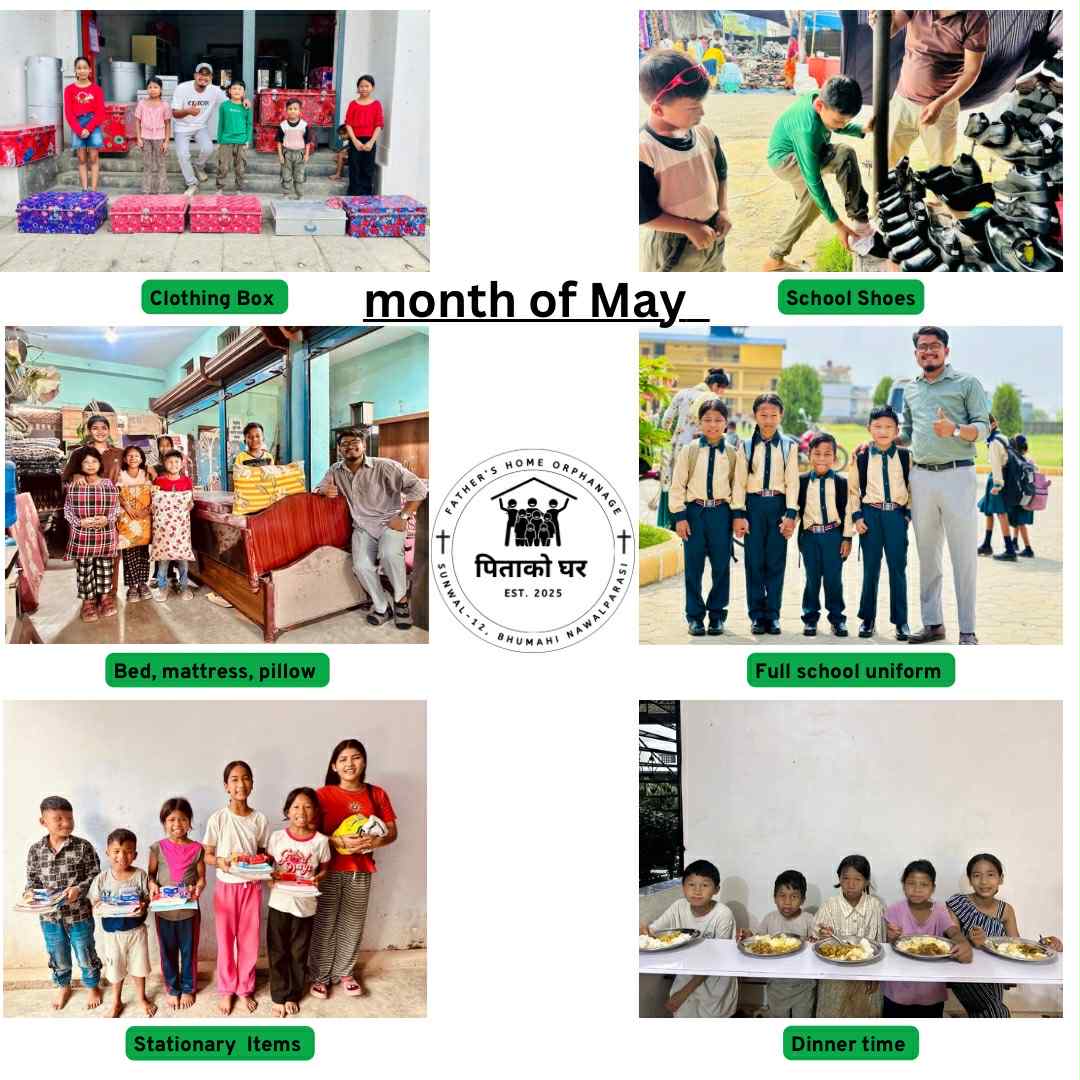 Clothing Box
School Shoes
month of May_
Bed, mattress, pillow
Full school uniform
FATHER'S HOME ORPHANAGE
पिताको घर
EST. 2025
SUNWAL-12, BHUMAHI NAWALPARASI
Stationary Items
Dinner time